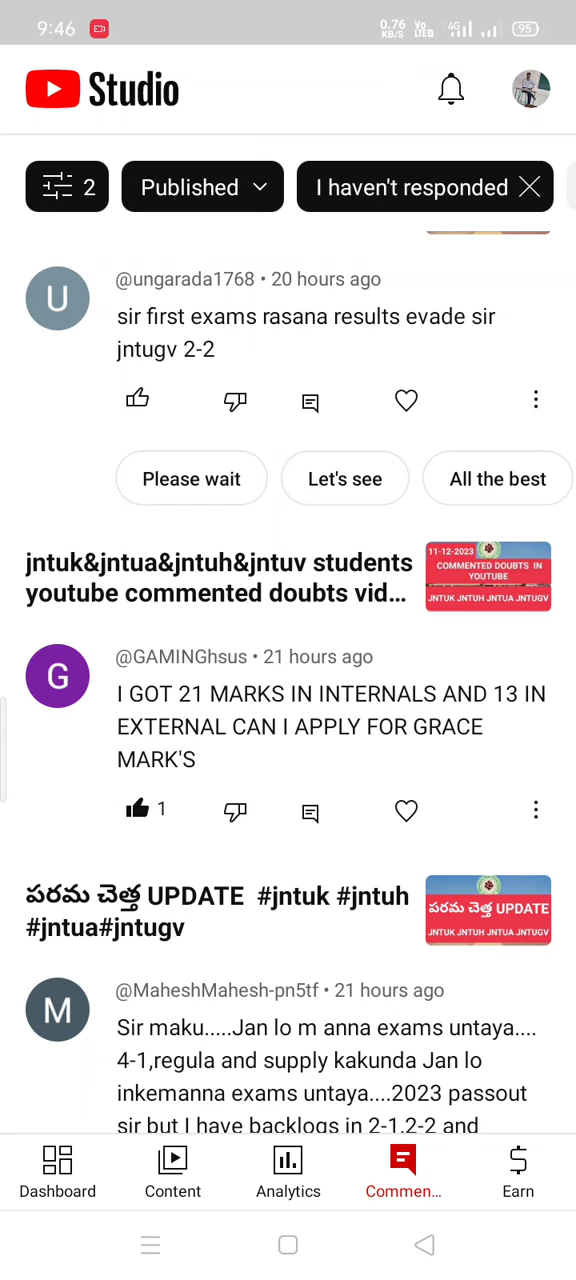 9:46
0.76 KB/S
Vo LTE
4G
95
Studio
2
Published
I haven't responded
U
@ungarada1768 • 20 hours ago
sir first exams rasana results evade sir
jntugv 2-2
Please wait
Let's see
All the best
jntuk&jntua&jntuh&jntuv students
youtube commented doubts vid...
11-12-2023
COMMENTED DOUBTS IN
YOUTUBE
JNTUK JNTUH JNTUA JNTUGV
G
@GAMINGhsus • 21 hours ago
I GOT 21 MARKS IN INTERNALS AND 13 IN
EXTERNAL CAN I APPLY FOR GRACE
MARK'S
1
పరమ చెత్త UPDATE #jntuk #jntuh
#jntua#jntugv
పరమ చెత్త UPDATE
JNTUK JNTUH JNTUA JNTUGV
M
@MaheshMahesh-pn5tf • 21 hours ago
Sir maku.....Jan lo m anna exams untaya....
4-1,regula and supply kakunda Jan lo
inkemanna exams untaya....2023 passout
sir but I have backlogs in 2-1,2-2 and
Dashboard
Content
Analytics
Commen...
Earn